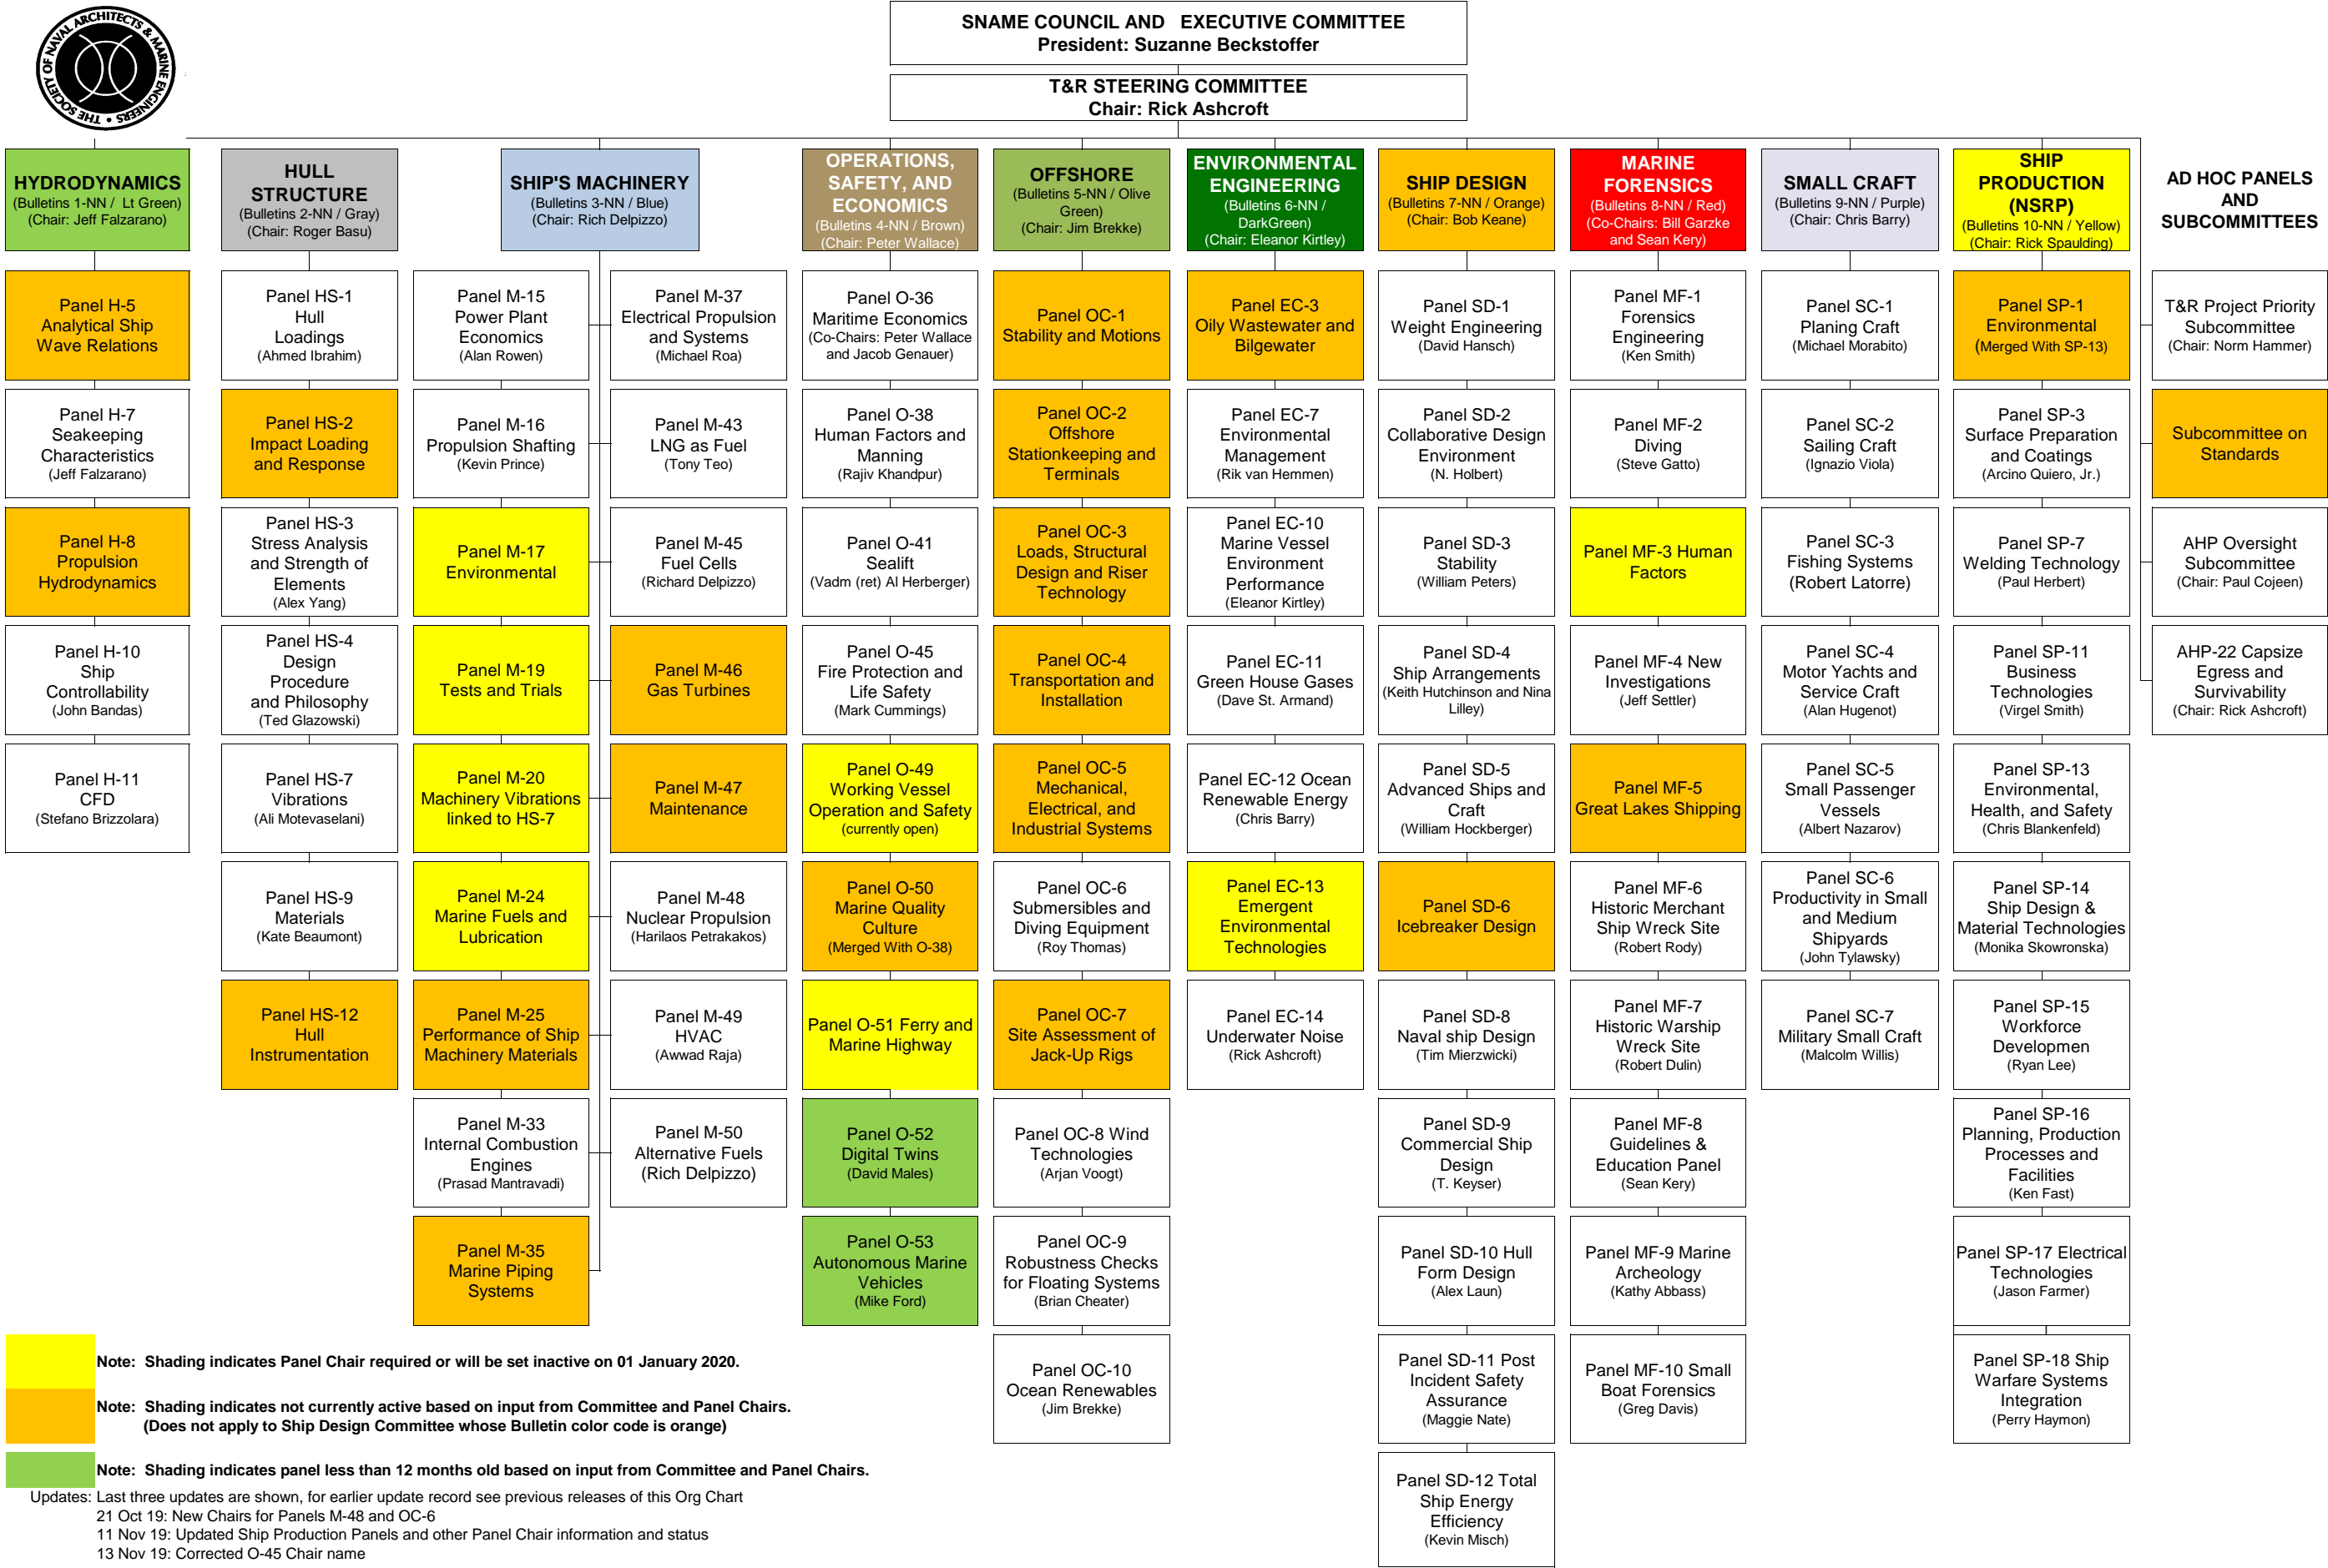 THE SOCIETY OF NAVAL ARCHITECTS & MARINE ENGINEERS •
SNAME COUNCIL AND EXECUTIVE COMMITTEE
President: Suzanne Beckstoffer
T&R STEERING COMMITTEE
Chair: Rick Ashcroft
HYDRODYNAMICS
(Bulletins 1-NN / Lt Green)
(Chair: Jeff Falzarano)
Panel H-5
Analytical Ship
Wave Relations
Panel H-7
Seakeeping
Characteristics
(Jeff Falzarano)
Panel H-8
Propulsion
Hydrodynamics
Panel H-10
Ship
Controllability
(John Bandas)
Panel H-11
CFD
(Stefano Brizzolara)
HULL
STRUCTURE
(Bulletins 2-NN / Gray)
(Chair: Roger Basu)
Panel HS-1
Hull
Loadings
(Ahmed Ibrahim)
Panel HS-2
Impact Loading
and Response
Panel HS-3
Stress Analysis
and Strength of
Elements
(Alex Yang)
Panel HS-4
Design
Procedure
and Philosophy
(Ted Glazowski)
Panel HS-7
Vibrations
(Ali Motevaselani)
Panel HS-9
Materials
(Kate Beaumont)
Panel HS-12
Hull
Instrumentation
SHIP'S MACHINERY
(Bulletins 3-NN / Blue)
(Chair: Rich Delpizzo)
Panel M-15
Power Plant
Economics
(Alan Rowen)
Panel M-16
Propulsion Shafting
(Kevin Prince)
Panel M-17
Environmental
Panel M-19
Tests and Trials
Panel M-20
Machinery Vibrations
linked to HS-7
Panel M-24
Marine Fuels and
Lubrication
Panel M-25
Performance of Ship
Machinery Materials
Panel M-33
Internal Combustion
Engines
(Prasad Mantravadi)
Panel M-35
Marine Piping
Systems
Panel M-37
Electrical Propulsion
and Systems
(Michael Roa)
Panel M-43
LNG as Fuel
(Tony Teo)
Panel M-45
Fuel Cells
(Richard Delpizzo)
Panel M-46
Gas Turbines
Panel M-47
Maintenance
Panel M-48
Nuclear Propulsion
(Harilaos Petrakakos)
Panel M-49
HVAC
(Awwad Raja)
Panel M-50
Alternative Fuels
(Rich Delpizzo)
OPERATIONS,
SAFETY, AND
ECONOMICS
(Bulletins 4-NN / Brown)
(Chair: Peter Wallace)
Panel O-36
Maritime Economics
(Co-Chairs: Peter Wallace
and Jacob Genauer)
Panel O-38
Human Factors and
Manning
(Rajiv Khandpur)
Panel O-41
Sealift
(Vadm (ret) Al Herberger)
Panel O-45
Fire Protection and
Life Safety
(Mark Cummings)
Panel O-49
Working Vessel
Operation and Safety
(currently open)
Panel O-50
Marine Quality
Culture
(Merged With O-38)
Panel O-51 Ferry and
Marine Highway
Panel O-52
Digital Twins
(David Males)
Panel O-53
Autonomous Marine
Vehicles
(Mike Ford)
OFFSHORE
(Bulletins 5-NN / Olive
Green)
(Chair: Jim Brekke)
Panel OC-1
Stability and Motions
Panel OC-2
Offshore
Stationkeeping and
Terminals
Panel OC-3
Loads, Structural
Design and Riser
Technology
Panel OC-4
Transportation and
Installation
Panel OC-5
Mechanical,
Electrical, and
Industrial Systems
Panel OC-6
Submersibles and
Diving Equipment
(Roy Thomas)
Panel OC-7
Site Assessment of
Jack-Up Rigs
Panel OC-8 Wind
Technologies
(Arjan Voogt)
Panel OC-9
Robustness Checks
for Floating Systems
(Brian Cheater)
Panel OC-10
Ocean Renewables
(Jim Brekke)
ENVIRONMENTAL
ENGINEERING
(Bulletins 6-NN /
DarkGreen)
(Chair: Eleanor Kirtley)
Panel EC-3
Oily Wastewater and
Bilgewater
Panel EC-7
Environmental
Management
(Rik van Hemmen)
Panel EC-10
Marine Vessel
Environment
Performance
(Eleanor Kirtley)
Panel EC-11
Green House Gases
(Dave St. Armand)
Panel EC-12 Ocean
Renewable Energy
(Chris Barry)
Panel EC-13
Emergent
Environmental
Technologies
Panel EC-14
Underwater Noise
(Rick Ashcroft)
SHIP DESIGN
(Bulletins 7-NN / Orange)
(Chair: Bob Keane)
Panel SD-1
Weight Engineering
(David Hansch)
Panel SD-2
Collaborative Design
Environment
(N. Holbert)
Panel SD-3
Stability
(William Peters)
Panel SD-4
Ship Arrangements
(Keith Hutchinson and Nina
Lilley)
Panel SD-5
Advanced Ships and
Craft
(William Hockberger)
Panel SD-6
Icebreaker Design
Panel SD-8
Naval ship Design
(Tim Mierzwicki)
Panel SD-9
Commercial Ship
Design
(T. Keyser)
Panel SD-10 Hull
Form Design
(Alex Laun)
Panel SD-11 Post
Incident Safety
Assurance
(Maggie Nate)
Panel SD-12 Total
Ship Energy
Efficiency
(Kevin Misch)
MARINE
FORENSICS
(Bulletins 8-NN / Red)
(Co-Chairs: Bill Garzke
and Sean Kery)
Panel MF-1
Forensics
Engineering
(Ken Smith)
Panel MF-2
Diving
(Steve Gatto)
Panel MF-3 Human
Factors
Panel MF-4 New
Investigations
(Jeff Settler)
Panel MF-5
Great Lakes Shipping
Panel MF-6
Historic Merchant
Ship Wreck Site
(Robert Rody)
Panel MF-7
Historic Warship
Wreck Site
(Robert Dulin)
Panel MF-8
Guidelines &
Education Panel
(Sean Kery)
Panel MF-9 Marine
Archeology
(Kathy Abbass)
Panel MF-10 Small
Boat Forensics
(Greg Davis)
SMALL CRAFT
(Bulletins 9-NN / Purple)
(Chair: Chris Barry)
Panel SC-1
Planing Craft
(Michael Morabito)
Panel SC-2
Sailing Craft
(Ignazio Viola)
Panel SC-3
Fishing Systems
(Robert Latorre)
Panel SC-4
Motor Yachts and
Service Craft
(Alan Hugenot)
Panel SC-5
Small Passenger
Vessels
(Albert Nazarov)
Panel SC-6
Productivity in Small
and Medium
Shipyards
(John Tylawsky)
Panel SC-7
Military Small Craft
(Malcolm Willis)
SHIP
PRODUCTION
(NSRP)
(Bulletins 10-NN / Yellow)
(Chair: Rick Spaulding)
Panel SP-1
Environmental
(Merged With SP-13)
Panel SP-3
Surface Preparation
and Coatings
(Arcino Quiero, Jr.)
Panel SP-7
Welding Technology
(Paul Herbert)
Panel SP-11
Business
Technologies
(Virgel Smith)
Panel SP-13
Environmental,
Health, and Safety
(Chris Blankenfeld)
Panel SP-14
Ship Design &
Material Technologies
(Monika Skowronska)
Panel SP-15
Workforce
Developmen
(Ryan Lee)
Panel SP-16
Planning, Production
Processes and
Facilities
(Ken Fast)
Panel SP-17 Electrical
Technologies
(Jason Farmer)
Panel SP-18 Ship
Warfare Systems
Integration
(Perry Haymon)
AD HOC PANELS
AND
SUBCOMMITTEES
T&R Project Priority
Subcommittee
(Chair: Norm Hammer)
Subcommittee on
Standards
AHP Oversight
Subcommittee
(Chair: Paul Cojeen)
AHP-22 Capsize
Egress and
Survivability
(Chair: Rick Ashcroft)
Note: Shading indicates Panel Chair required or will be set inactive on 01 January 2020.
Note: Shading indicates not currently active based on input from Committee and Panel Chairs.
(Does not apply to Ship Design Committee whose Bulletin color code is orange)
Note: Shading indicates panel less than 12 months old based on input from Committee and Panel Chairs.
Updates: Last three updates are shown, for earlier update record see previous releases of this Org Chart
21 Oct 19: New Chairs for Panels M-48 and OC-6
11 Nov 19: Updated Ship Production Panels and other Panel Chair information and status
13 Nov 19: Corrected O-45 Chair name